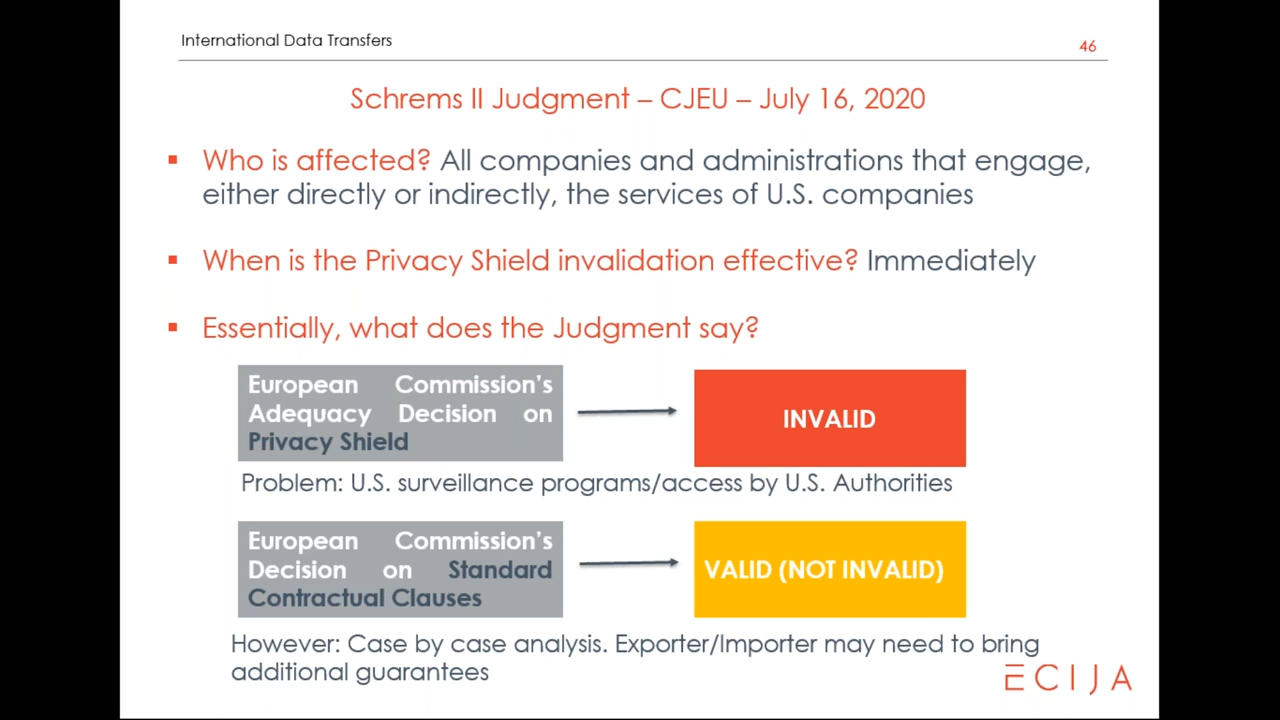 International Data Transfers
46
Schrems II Judgment – CJEU – July 16, 2020
▪ Who is affected? All companies and administrations that engage,
either directly or indirectly, the services of U.S. companies
▪ When is the Privacy Shield invalidation effective? Immediately
▪ Essentially, what does the Judgment say?
European Commission's
Adequacy Decision on
Privacy Shield
INVALID
Problem: U.S. surveillance programs/access by U.S. Authorities
European Commission's
Decision on Standard
Contractual Clauses
VALID (NOT INVALID)
However: Case by case analysis. Exporter/Importer may need to bring
additional guarantees
ECIJA